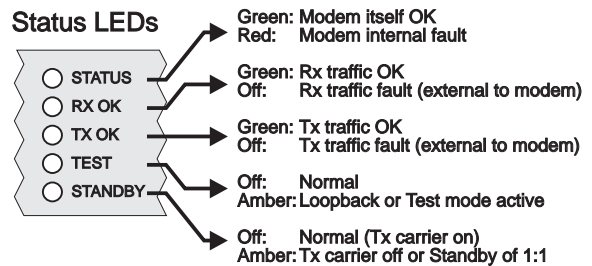 Status LEDs
STATUS
RX OK
TX OK
TEST
STANDBY
Green: Modem itself OK
Red: Modem internal fault
Green: Rx traffic OK
Off: Rx traffic fault (external to modem)
Green: Tx traffic OK
Off: Tx traffic fault (external to modem)
Off: Normal
Amber: Loopback or Test mode active
Off: Normal (Tx carrier on)
Amber: Tx carrier off or Standby of 1:1